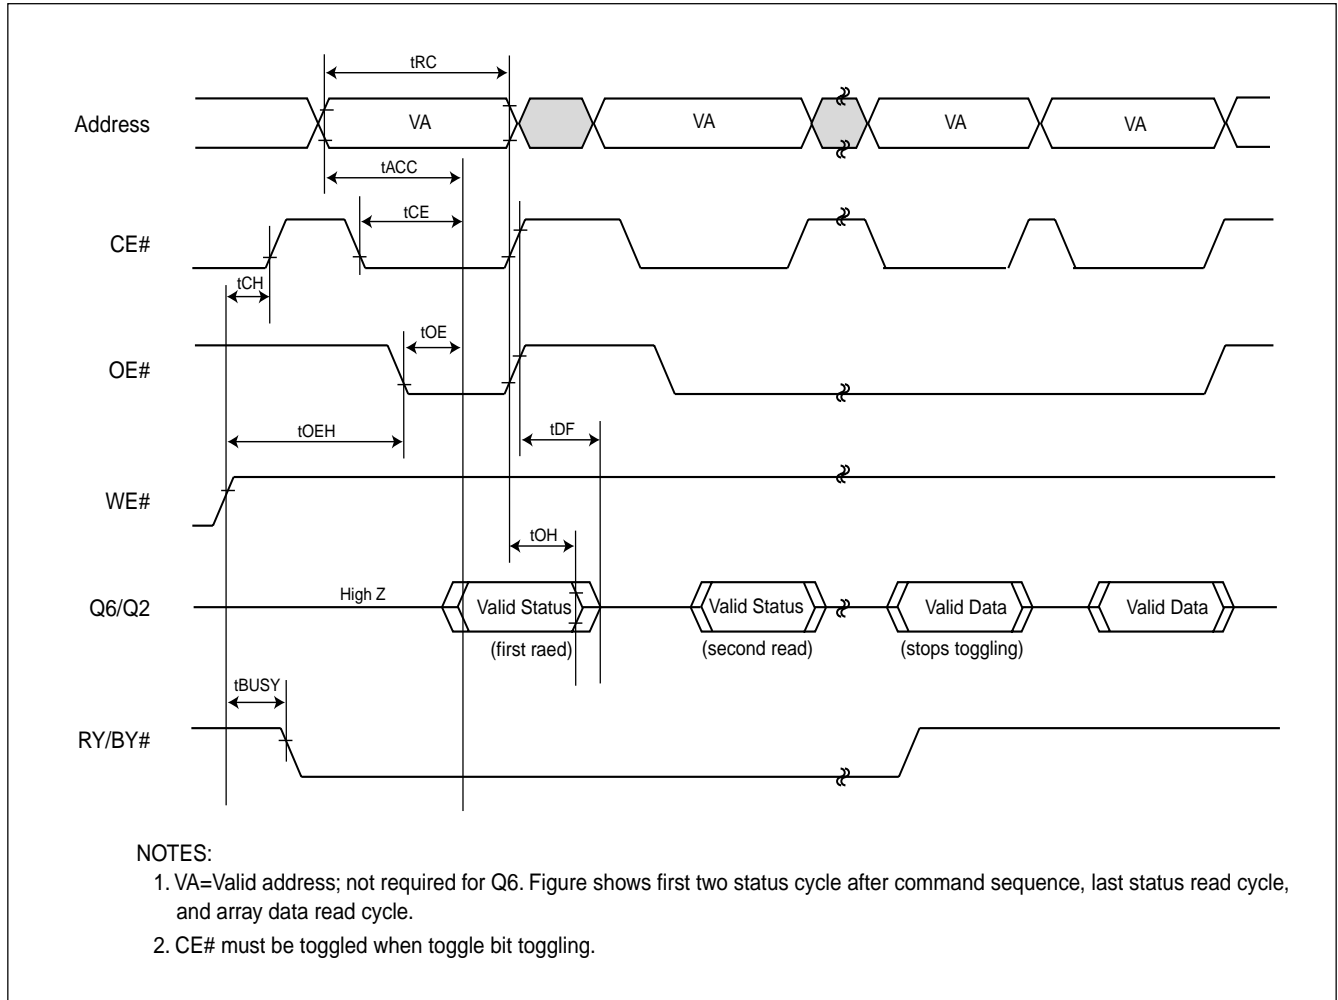 tRC
Address
VA
VA
VA
VA
tACC
tCE
CE#
tCH
tOE
OE#
tOEH
tDF
WE#
tOH
Q6/Q2
High Z
Valid Status
Valid Status
Valid Data
Valid Data
(first raed)
(second read)
(stops toggling)
tBUSY
RY/BY#
NOTES:
1. VA=Valid address; not required for Q6. Figure shows first two status cycle after command sequence, last status read cycle,
and array data read cycle.
2. CE# must be toggled when toggle bit toggling.